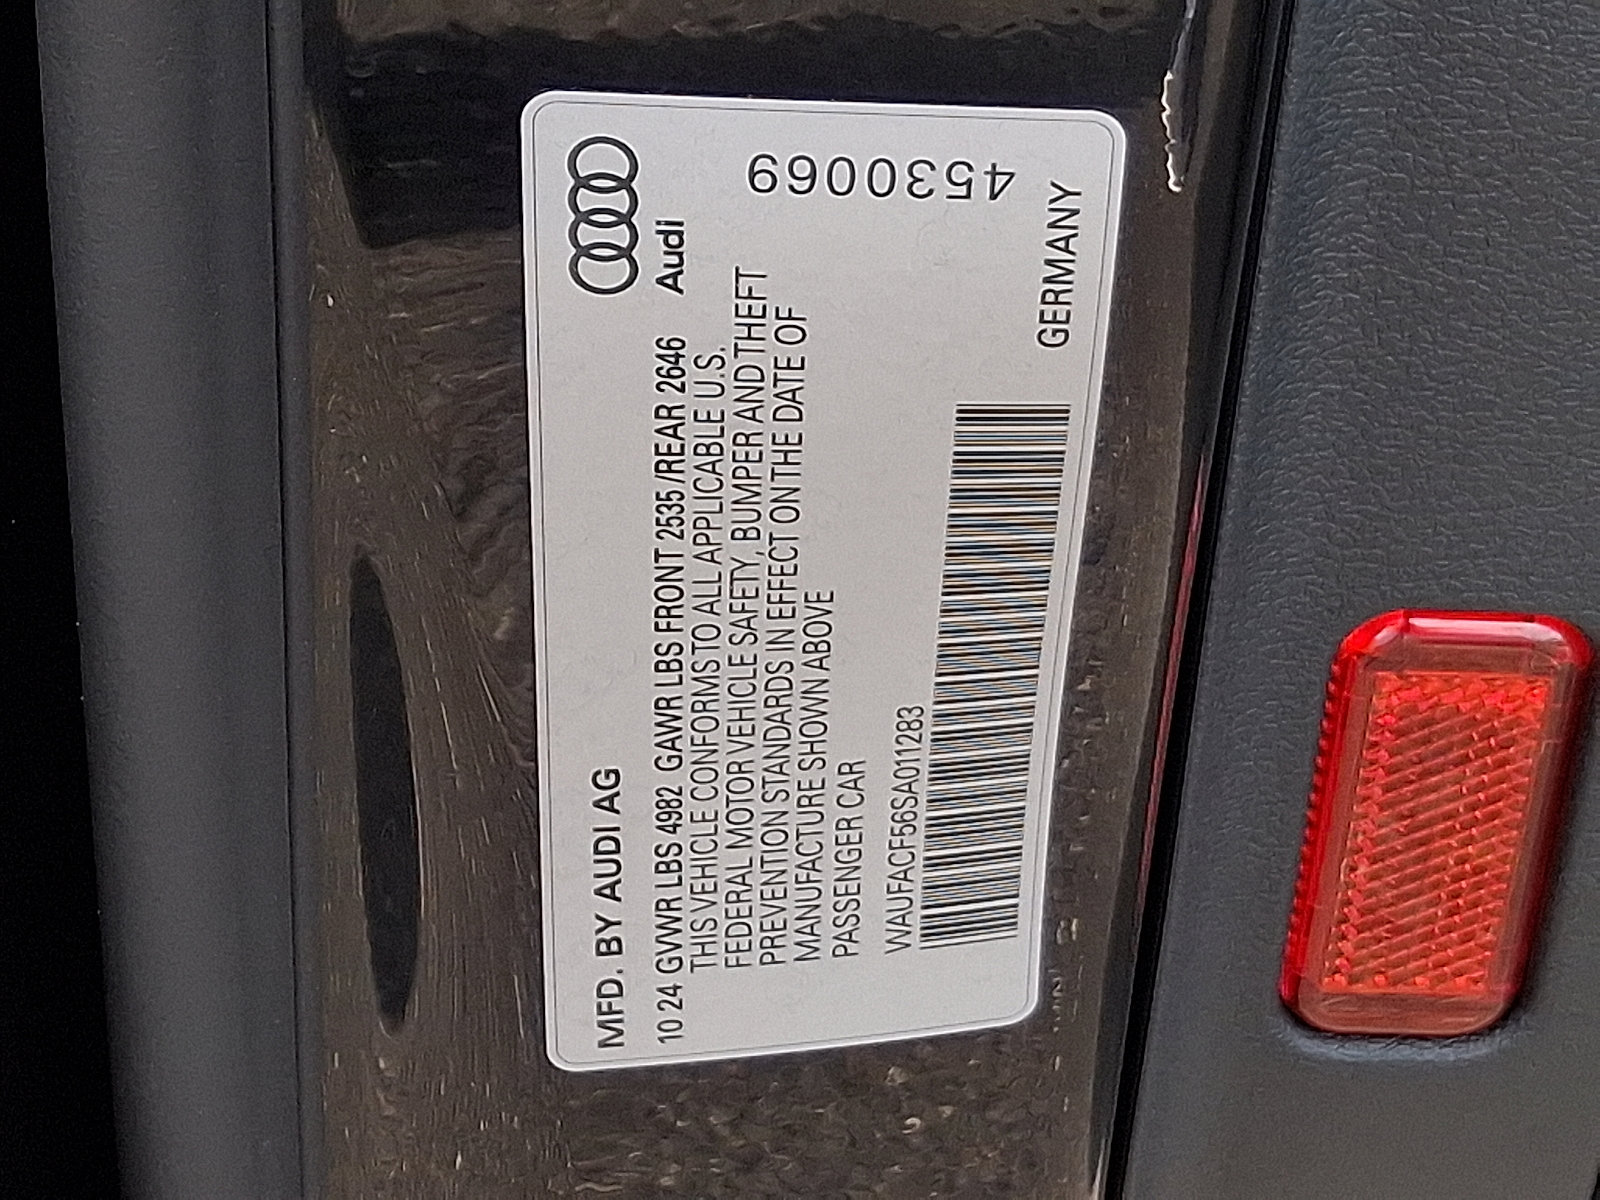 MFD. BY AUDI AG
Audi
10 24 GVWR LBS 4982 GAWR LBS FRONT 2535 /REAR 2646
THIS VEHICLE CONFORMS TO ALL APPLICABLE U.S.
FEDERAL MOTOR VEHICLE SAFETY, BUMPER AND THEFT
PREVENTION STANDARDS IN EFFECT ON THE DATE OF
MANUFACTURE SHOWN ABOVE
PASSENGER CAR
4530069
WAUFACF56SA011283
GERMANY